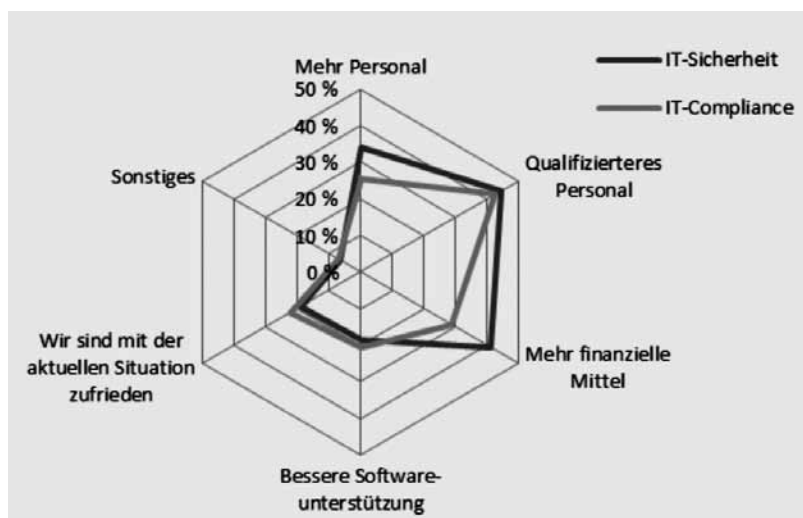 Mehr Personal
50 %
40 %
30 %
20 %
10 %
0 %
IT-Sicherheit
IT-Compliance
Qualifizierteres
Personal
Mehr finanzielle
Mittel
Bessere Software-
unterstützung
Wir sind mit der
aktuellen Situation
zufrieden
Sonstiges